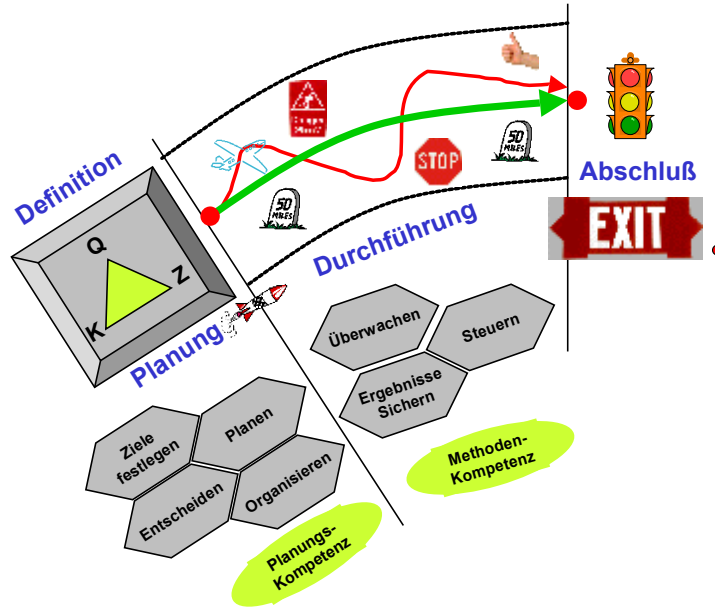 Definition
Q
K
Z
Planung
Durchführung
Danger
50
MILES
STOP
50
MILES
Abschluß
EXIT
Überwachen
Steuern
Ergebnisse
Sichern
Methoden-
Kompetenz
Ziele
festlegen
Planen
Entscheiden
Organisieren
Planungs-
Kompetenz